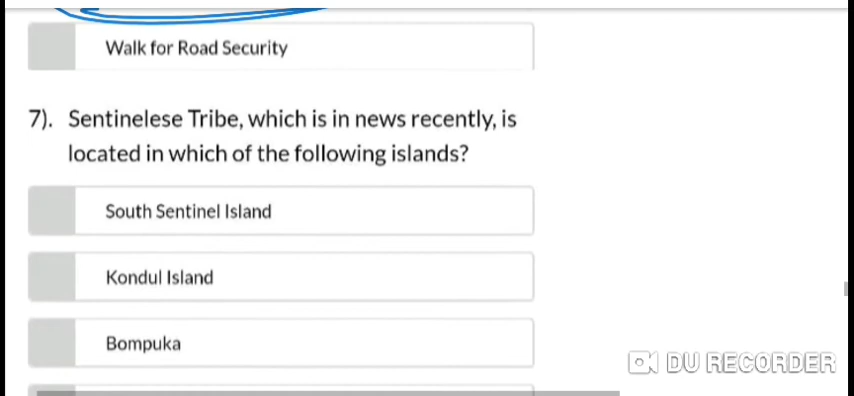 Walk for Road Security
7). Sentinelese Tribe, which is in news recently, is
located in which of the following islands?
South Sentinel Island
Kondul Island
Bompuka
DU RECORDER